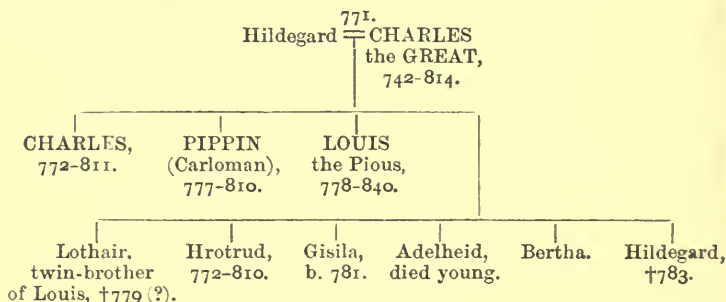 771.
Hildegard = CHARLES
the GREAT,
742-814.
CHARLES,
772-811.
PIPPIN
(Carloman),
777-810.
LOUIS
the Pious,
778-840.
Lothair,
twin-brother
of Louis, †779 (?).
Hrotrud,
772-810.
Gisila,
b. 781.
Adelheid,
died young.
Bertha.
Hildegard,
†783.